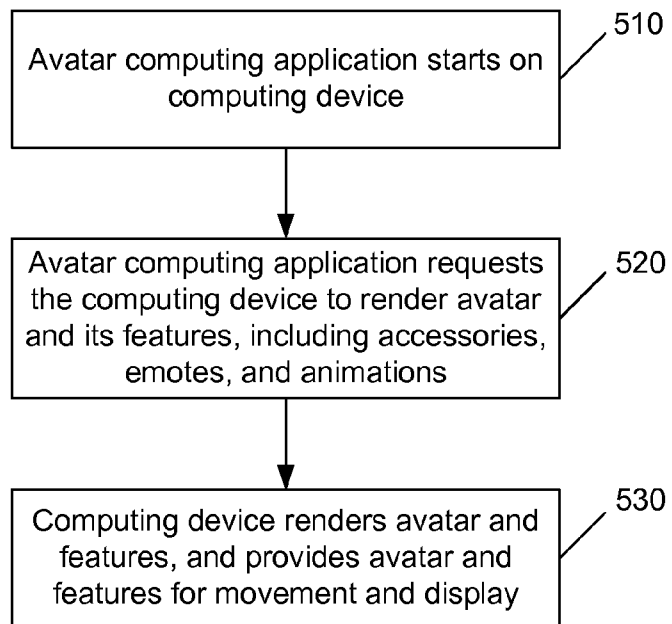 510
Avatar computing application starts on
computing device
520
Avatar computing application requests
the computing device to render avatar
and its features, including accessories,
emotes, and animations
530
Computing device renders avatar and
features, and provides avatar and
features for movement and display